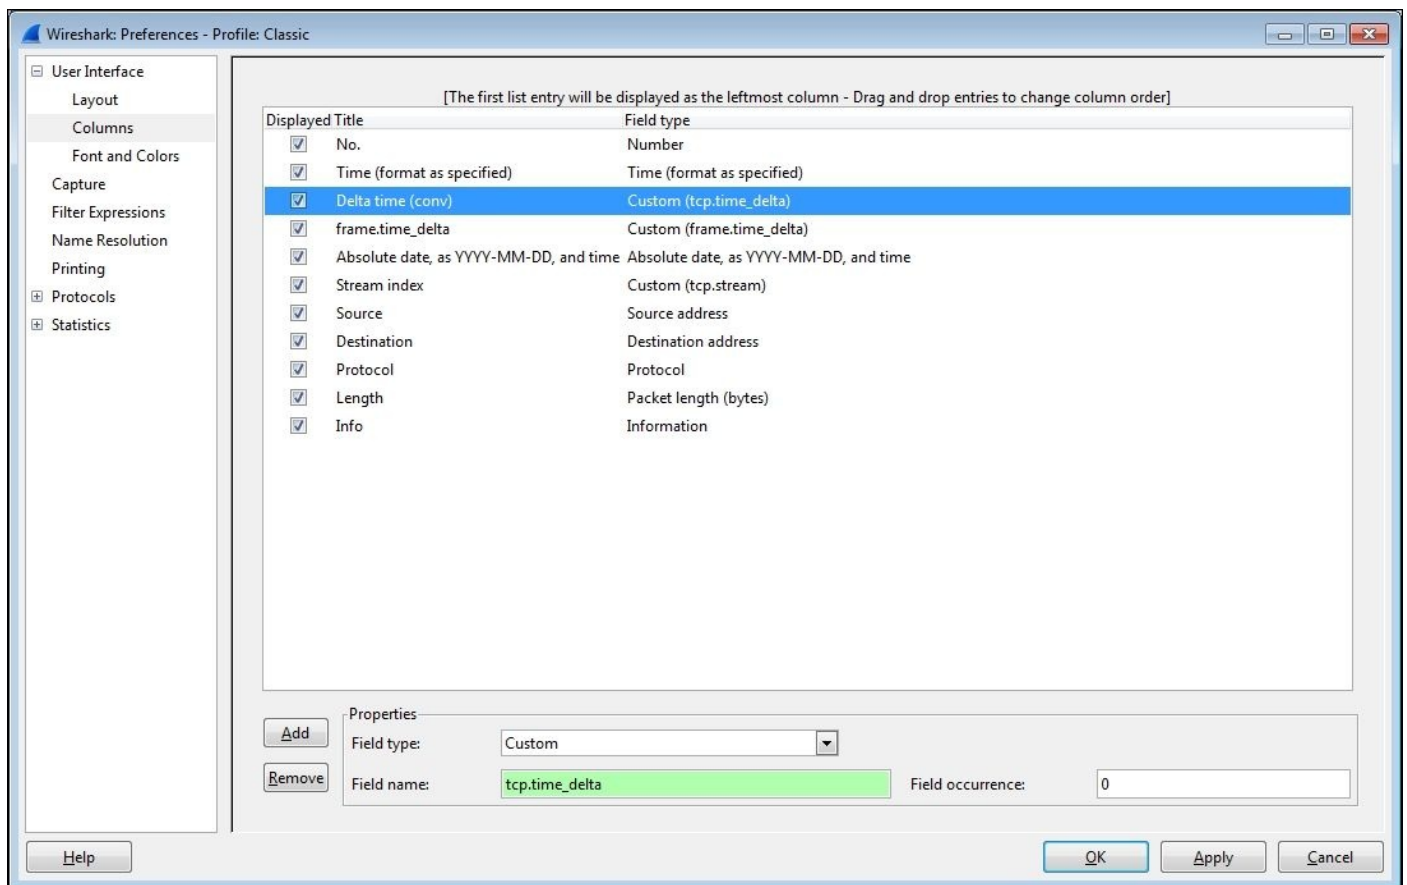 Wireshark: Preferences - Profile: Classic
User Interface
Layout
Columns
Font and Colors
Capture
Filter Expressions
Name Resolution
Printing
Protocols
Statistics
[The first list entry will be displayed as the leftmost column - Drag and drop entries to change column order]
Displayed Title Field type
No. Number
Time (format as specified) Time (format as specified)
Delta time (conv) Custom (tcp.time_delta)
frame.time_delta Custom (frame.time_delta)
Absolute date, as YYYY-MM-DD, and time Absolute date, as YYYY-MM-DD, and time
Stream index Custom (tcp.stream)
Source Source address
Destination Destination address
Protocol Protocol
Length Packet length (bytes)
Info Information
Properties
Add
Field type: Custom
Remove
Field name: tcp.time_delta Field occurrence: 0
Help OK Apply Cancel